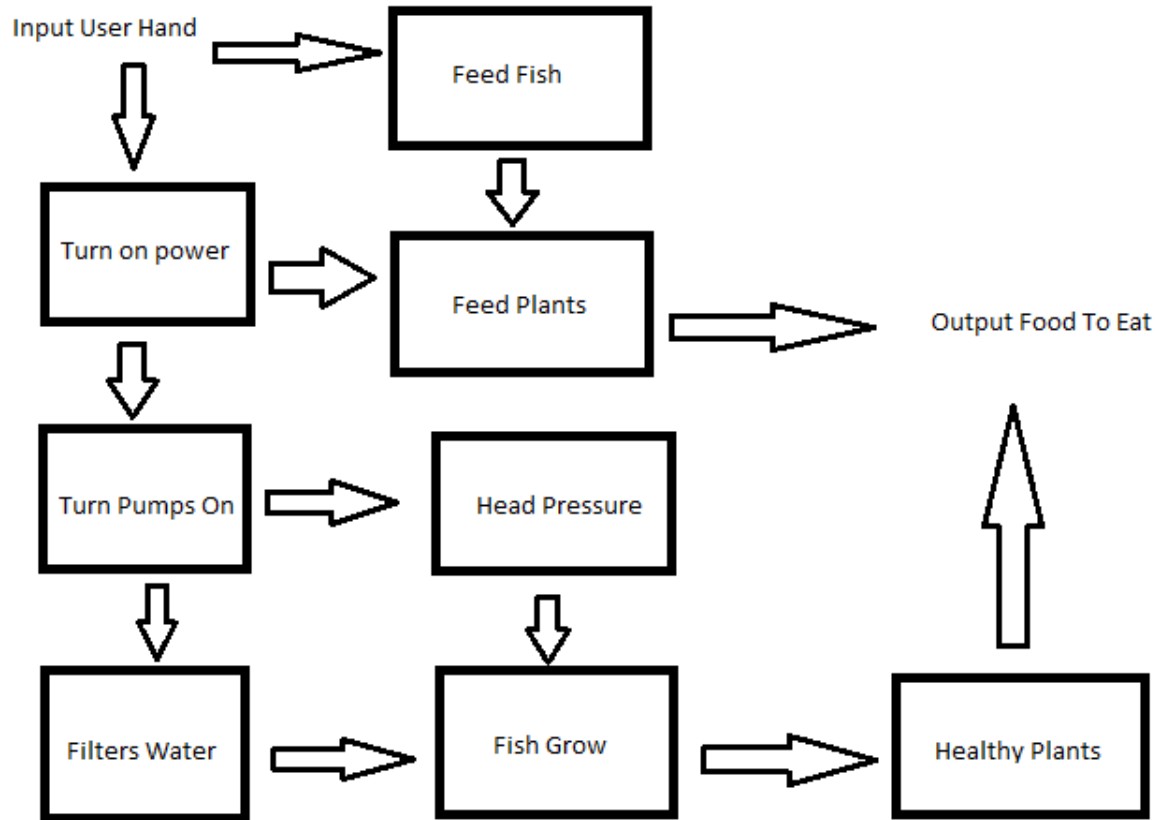 Input User Hand
Feed Fish
Turn on power
Feed Plants
Output Food To Eat
Turn Pumps On
Head Pressure
Filters Water
Fish Grow
Healthy Plants